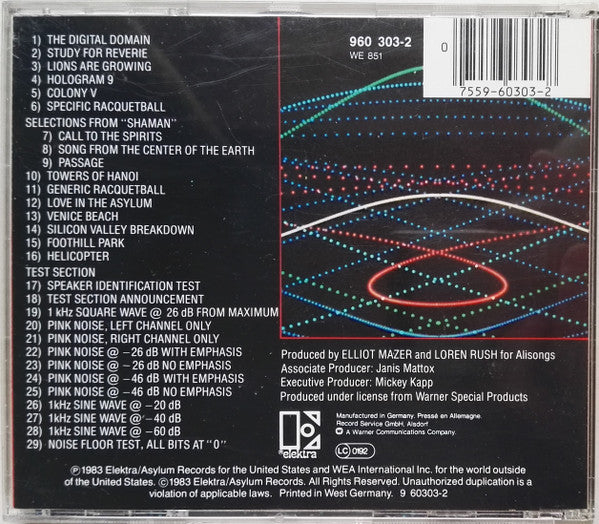 1) THE DIGITAL DOMAIN
2) STUDY FOR REVERIE
3) LIONS ARE GROWING
4) HOLOGRAM 9
5) COLONY V
6) SPECIFIC RACQUETBALL
SELECTIONS FROM "SHAMAN"
7) CALL TO THE SPIRITS
8) SONG FROM THE CENTER OF THE EARTH
9) PASSAGE
10) TOWERS OF HANOI
11) GENERIC RACQUETBALL
12) LOVE IN THE ASYLUM
13) VENICE BEACH
14) SILICON VALLEY BREAKDOWN
15) FOOTHILL PARK
16) HELICOPTER
TEST SECTION
17) SPEAKER IDENTIFICATION TEST
18) TEST SECTION ANNOUNCEMENT
19) 1 kHz SQUARE WAVE @ 26 dB FROM MAXIMUM
20) PINK NOISE, LEFT CHANNEL ONLY
21) PINK NOISE, RIGHT CHANNEL ONLY
22) PINK NOISE @ −26 dB WITH EMPHASIS
23) PINK NOISE @ −26 dB NO EMPHASIS
24) PINK NOISE @ −46 dB WITH EMPHASIS
25) PINK NOISE @ −46 dB NO EMPHASIS
26) 1kHz SINE WAVE @ −20 dB
27) 1kHz SINE WAVE @ −40 dB
28) 1kHz SINE WAVE @ −60 dB
29) NOISE FLOOR TEST, ALL BITS AT "0"
960 303-2
WE 851
0
7559-60303-2
Produced by ELLIOT MAZER and LOREN RUSH for Alisongs
Associate Producer: Janis Mattox
Executive Producer: Mickey Kapp
Produced under license from Warner Special Products
elektra
Manufactured in Germany. Pressé en Allemagne.
Record Service GmbH, Alsdorf
A Warner Communications Company.
LC 0192
℗1983 Elektra/Asylum Records for the United States and WEA International Inc. for the world outside
of the United States. ©1983 Elektra/Asylum Records. All Rights Reserved. Unauthorized duplication is a
violation of applicable laws. Printed in West Germany. 9 60303-2